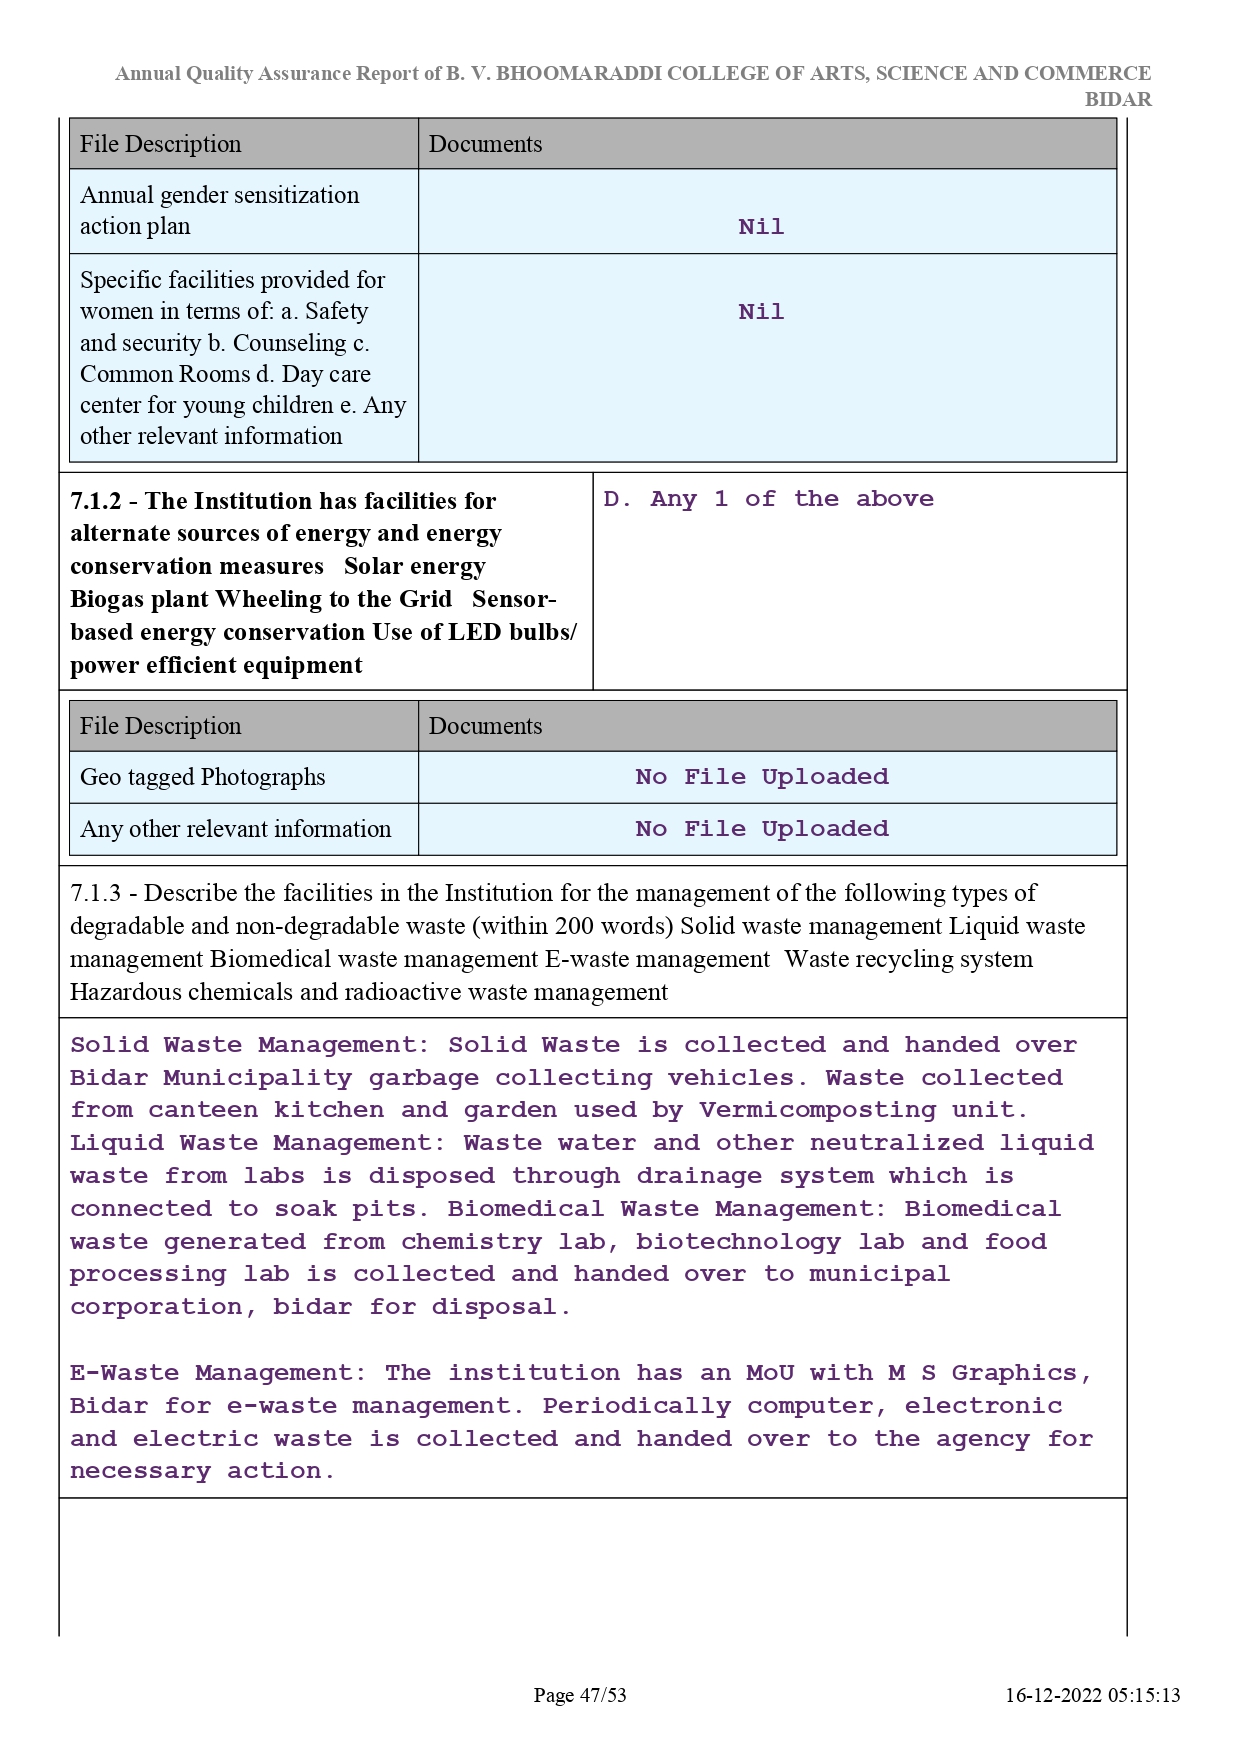 Annual Quality Assurance Report of B. V. BHOOMARADDI COLLEGE OF ARTS, SCIENCE AND COMMERCE
BIDAR
File Description Documents
Annual gender sensitization
action plan
Nil
Specific facilities provided for
women in terms of: a. Safety
and security b. Counseling c.
Common Rooms d. Day care
center for young children e. Any
other relevant information
Nil
7.1.2 - The Institution has facilities for
alternate sources of energy and energy
conservation measures   Solar energy
Biogas plant Wheeling to the Grid   Sensor-
based energy conservation Use of LED bulbs/
power efficient equipment
D. Any 1 of the above
File Description Documents
Geo tagged Photographs No File Uploaded
Any other relevant information No File Uploaded
7.1.3 - Describe the facilities in the Institution for the management of the following types of
degradable and non-degradable waste (within 200 words) Solid waste management Liquid waste
management Biomedical waste management E-waste management  Waste recycling system
Hazardous chemicals and radioactive waste management
Solid Waste Management: Solid Waste is collected and handed over
Bidar Municipality garbage collecting vehicles. Waste collected
from canteen kitchen and garden used by Vermicomposting unit.
Liquid Waste Management: Waste water and other neutralized liquid
waste from labs is disposed through drainage system which is
connected to soak pits. Biomedical Waste Management: Biomedical
waste generated from chemistry lab, biotechnology lab and food
processing lab is collected and handed over to municipal
corporation, bidar for disposal.
E-Waste Management: The institution has an MoU with M S Graphics,
Bidar for e-waste management. Periodically computer, electronic
and electric waste is collected and handed over to the agency for
necessary action.
Page 47/53 16-12-2022 05:15:13